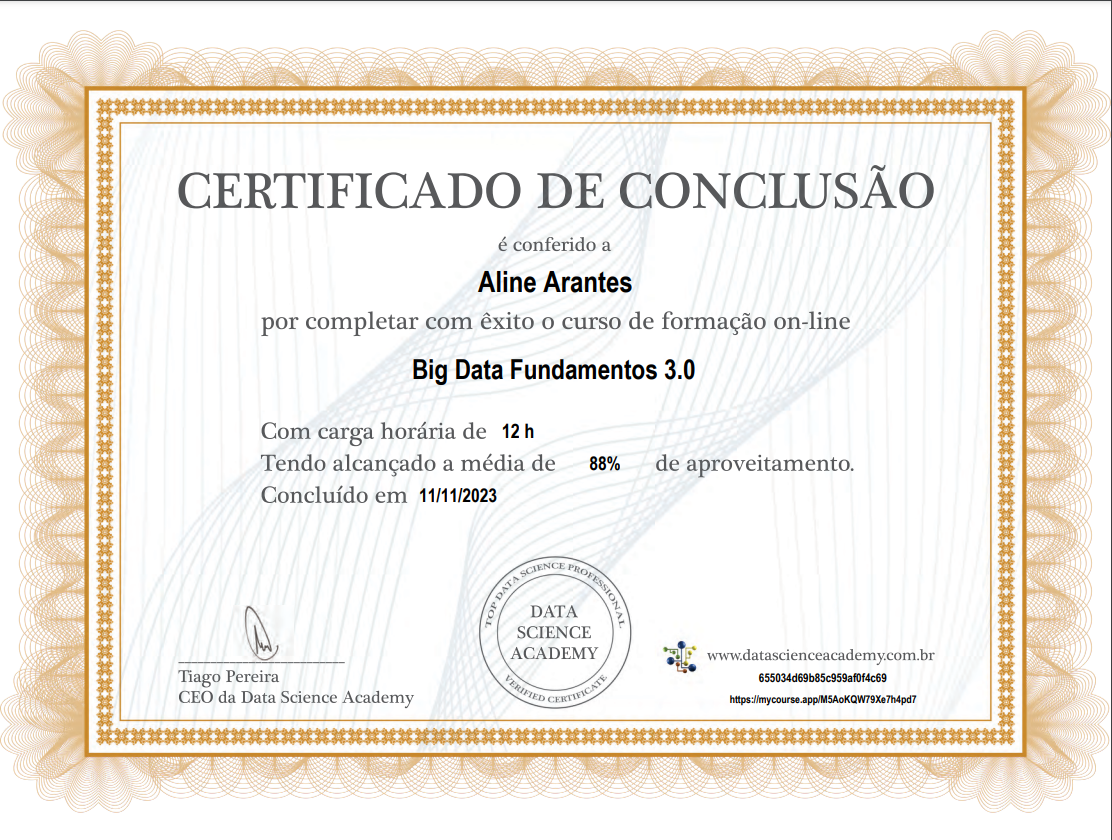 CERTIFICADO DE CONCLUSÃO
é conferido a
Aline Arantes
por completar com êxito o curso de formação on-line
Big Data Fundamentos 3.0
Com carga horária de 12 h
Tendo alcançado a média de 88% de aproveitamento.
Concluído em 11/11/2023
TOP DATA SCIENCE PROFESSIONAL
DATA
SCIENCE
ACADEMY
VERIFIED CERTIFICATE
Tiago Pereira
CEO da Data Science Academy
www.datascienceacademy.com.br
655034d69b85c959af0f4c69
https://mycourse.app/M5AoKQW79Xe7h4pd7